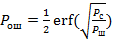 Pош = 1/2 erf(√(Pc/Pш))